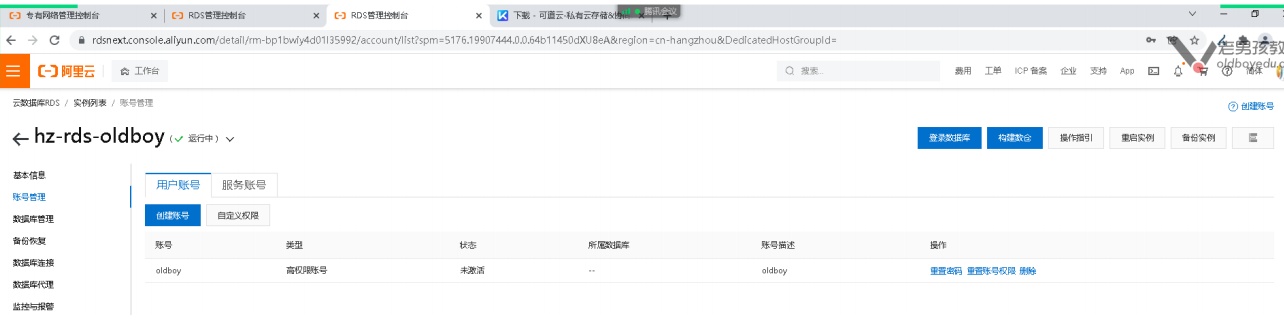 专有网络管理控制台 RDS管理控制台 RDS管理控制台 下载 - 可道云-私有云存储& 腾讯会议
rdsnext.console.aliyun.com/detail/rm-bp1bwiy4d01l35992/account/list?spm=5176.19907444.0.0.64b11450dXU8eA&region=cn-hangzhou&DedicatedHostGroupId=
老男孩教
oldboyedu.c
阿里云 工作台 搜索... 费用 工单 ICP 备案 企业 支持 App 简体
云数据库RDS / 实例列表 / 账号管理 创建账号
hz-rds-oldboy ( 运行中 ) 登录数据库 构建数仓 操作指引 重启实例 备份实例
基本信息
账号管理
数据库管理
备份恢复
数据库连接
数据库代理
监控与报警
用户账号 服务账号
创建账号 自定义权限
账号 类型 状态 所属数据库 账号描述 操作
oldboy 高权限账号 未激活 -- oldboy 重置密码 重置账号权限 删除